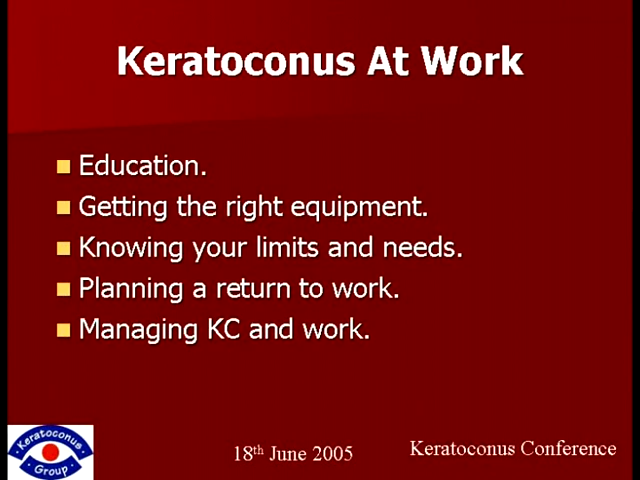 Keratoconus At Work
Education.
Getting the right equipment.
Knowing your limits and needs.
Planning a return to work.
Managing KC and work.
Keratoconus
Group
18th June 2005
Keratoconus Conference